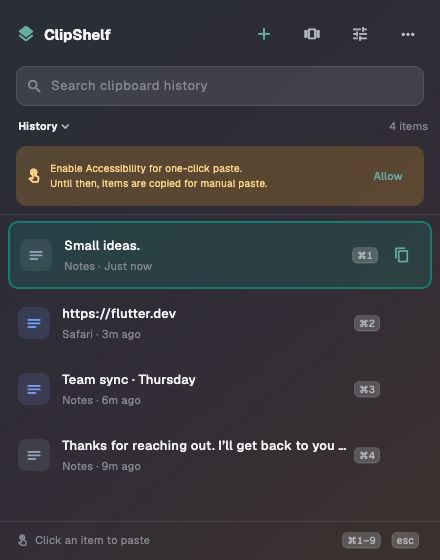 ClipShelf
Search clipboard history
History 4 items
Enable Accessibility for one-click paste.
Until then, items are copied for manual paste.
Allow
Small ideas.
Notes · Just now
⌘1
https://flutter.dev
Safari · 3m ago
⌘2
Team sync · Thursday
Notes · 6m ago
⌘3
Thanks for reaching out. I’ll get back to you ...
Notes · 9m ago
⌘4
Click an item to paste ⌘1–9 esc